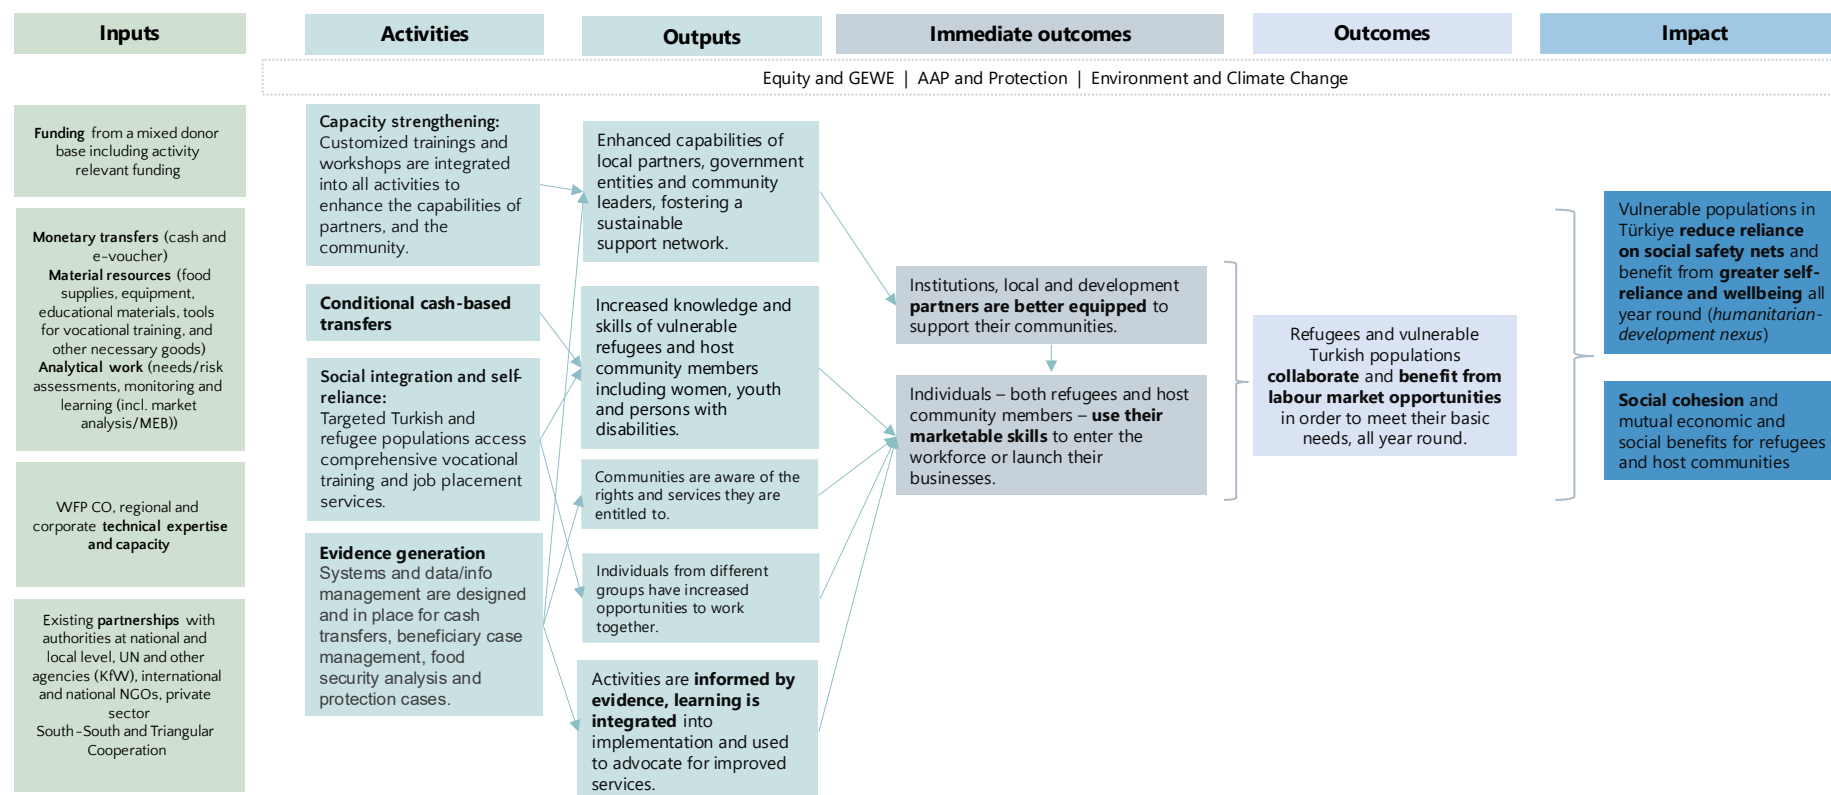 Inputs
Activities
Outputs
Immediate outcomes
Outcomes
Impact
Equity and GEWE | AAP and Protection | Environment and Climate Change
Funding from a mixed donor
base including activity
relevant funding
Monetary transfers (cash and
e-voucher)
Material resources (food
supplies, equipment,
educational materials, tools
for vocational training, and
other necessary goods)
Analytical work (needs/risk
assessments, monitoring and
learning (incl. market
analysis/MEB))
WFP CO, regional and
corporate technical expertise
and capacity
Existing partnerships with
authorities at national and
local level, UN and other
agencies (KfW), international
and national NGOs, private
sector
South-South and Triangular
Cooperation
Capacity strengthening:
Customized trainings and
workshops are integrated
into all activities to
enhance the capabilities of
partners, and the
community.
Conditional cash-based
transfers
Social integration and self-
reliance:
Targeted Turkish and
refugee populations access
comprehensive vocational
training and job placement
services.
Evidence generation
Systems and data/info
management are designed
and in place for cash
transfers, beneficiary case
management, food
security analysis and
protection cases.
Enhanced capabilities of
local partners, government
entities and community
leaders, fostering a
sustainable
support network.
Increased knowledge and
skills of vulnerable
refugees and host
community members
including women, youth
and persons with
disabilities.
Communities are aware of the
rights and services they are
entitled to.
Individuals from different
groups have increased
opportunities to work
together.
Activities are informed by
evidence, learning is
integrated into
implementation and used
to advocate for improved
services.
Institutions, local and development
partners are better equipped to
support their communities.
Individuals – both refugees and host
community members – use their
marketable skills to enter the
workforce or launch their
businesses.
Refugees and vulnerable
Turkish populations
collaborate and benefit from
labour market opportunities
in order to meet their basic
needs, all year round.
Vulnerable populations in
Türkiye reduce reliance
on social safety nets and
benefit from greater self-
reliance and wellbeing all
year round (humanitarian-
development nexus)
Social cohesion and
mutual economic and
social benefits for refugees
and host communities